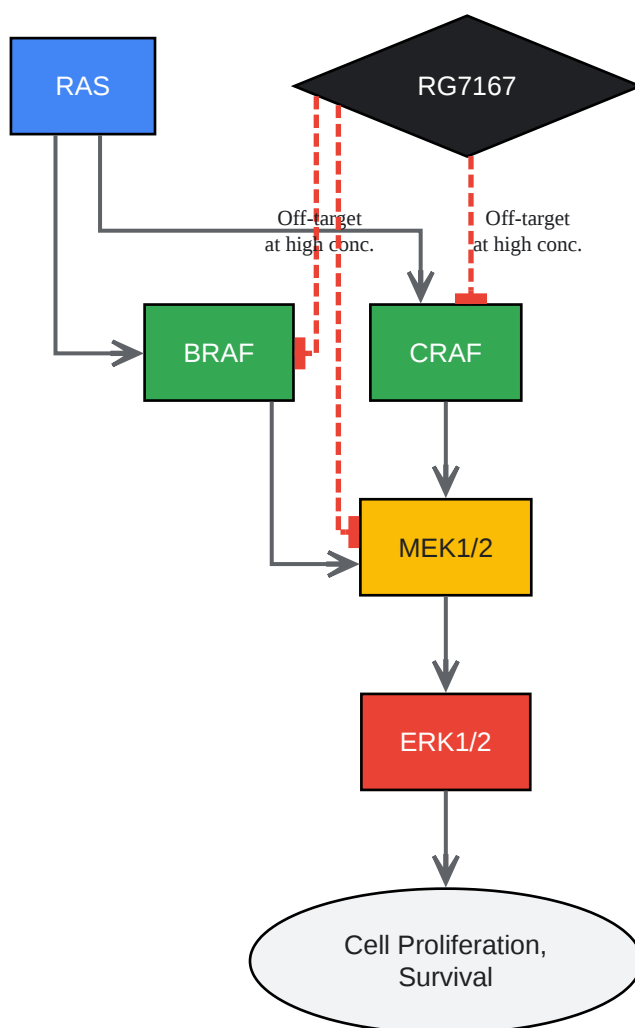 RAS
RG7167
Off-target
at high conc.
Off-target
at high conc.
BRAF
CRAF
MEK1/2
ERK1/2
Cell Proliferation,
Survival